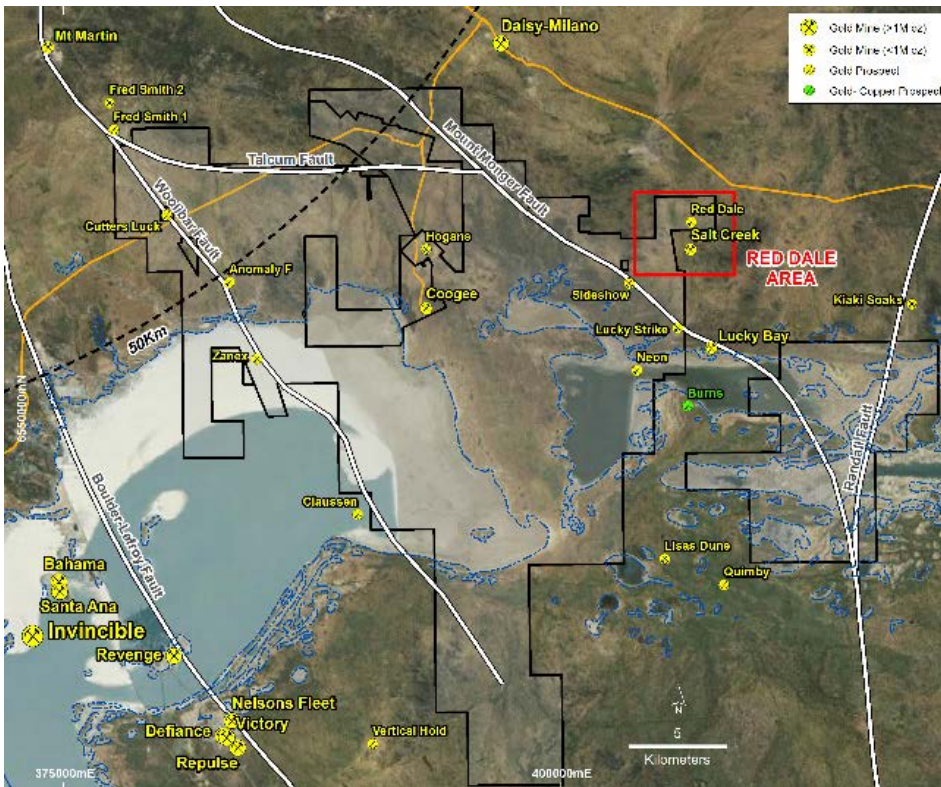 Daisy-Milano
Mt Martin
Gold Mine (>1M oz)
Gold Mine (<1M oz)
Gold Prospect
Gold- Copper Prospect
Fred Smith 2
Fred Smith 1
Talcum Fault
Mount Monger Fault
Woolibar Fault
Cutters Luck
Hogans
Red Dale
Salt Creek
RED DALE
AREA
Anomaly F
Coogee
Sideshow
Kiaki Soaks
Lucky Strike
Lucky Bay
50Km
Zanex
Neon
Burns
6550000mN
Randall Fault
Boulder-Lefroy Fault
Claussen
Lisas Dune
Quimby
Bahama
Santa Ana
Invincible
Revenge
Nelsons Fleet
Victory
Defiance
Repulse
Vertical Hold
N
5
Kilometers
375000mE
400000mE